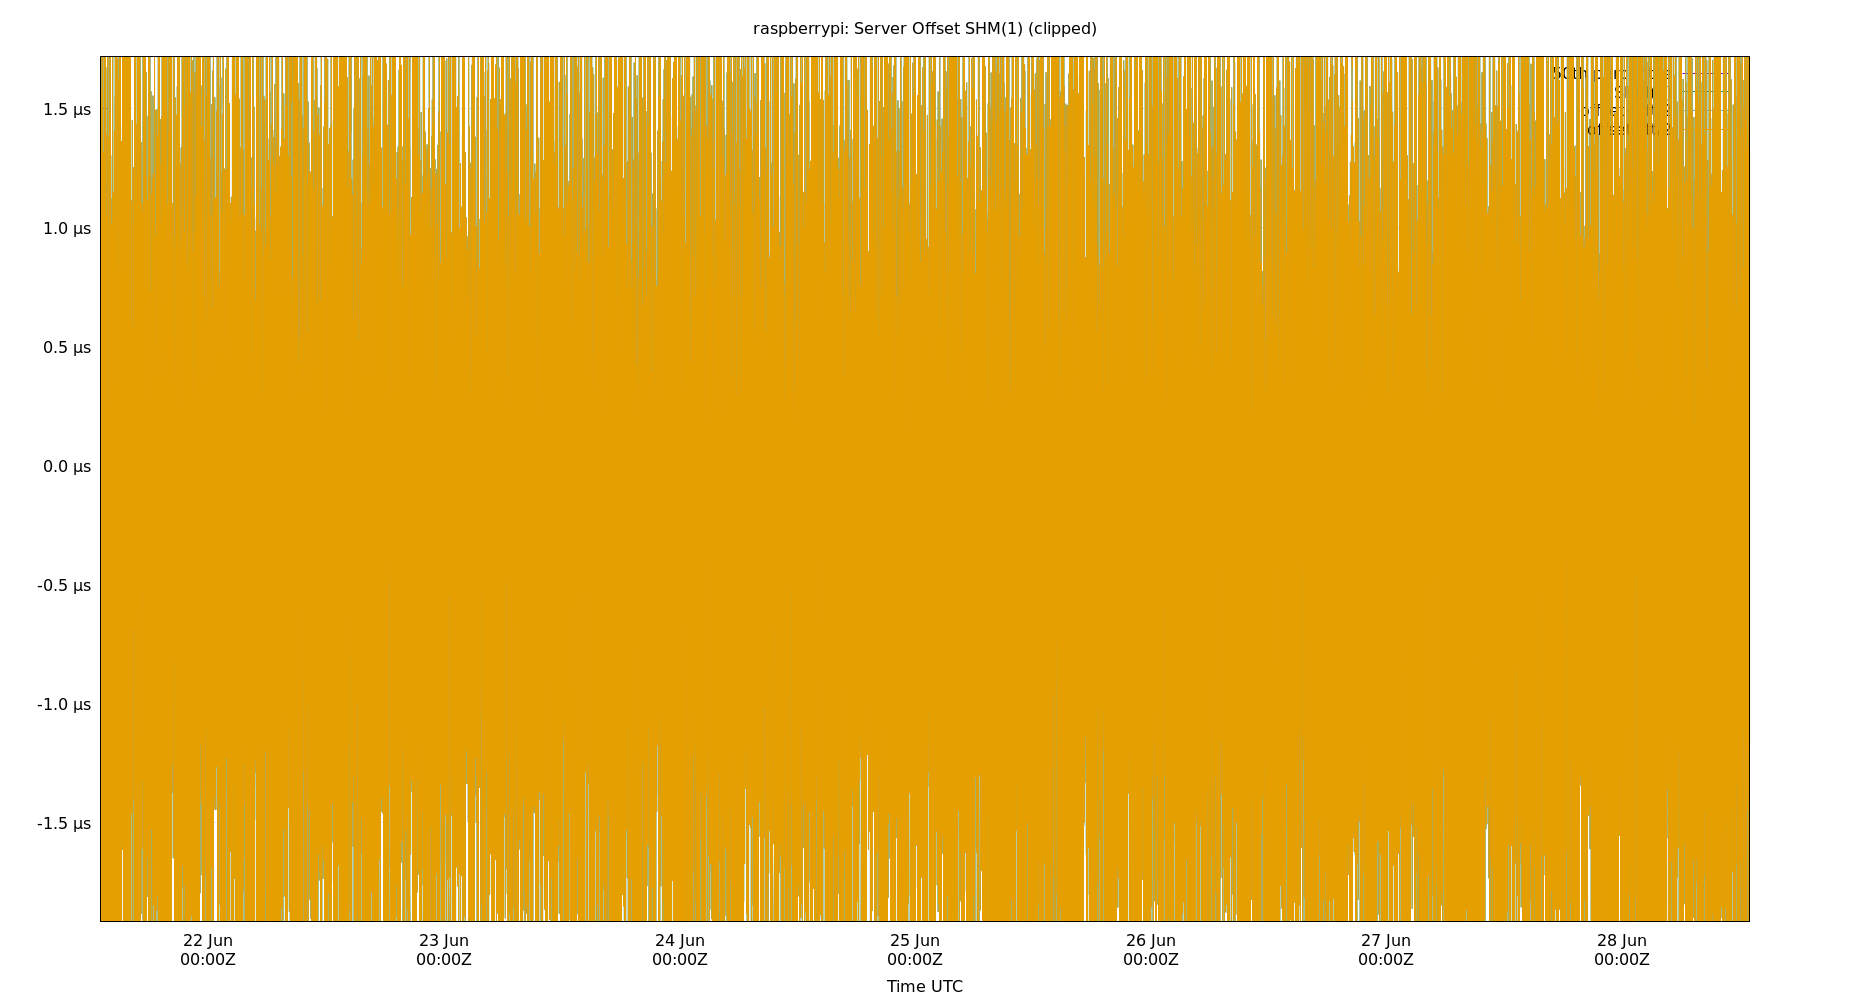 raspberrypi: Server Offset SHM(1) (clipped)
1.5 µs
1.0 µs
0.5 µs
0.0 µs
-0.5 µs
-1.0 µs
-1.5 µs
22 Jun 23 Jun 24 Jun 25 Jun 26 Jun 27 Jun 28 Jun
00:00Z 00:00Z 00:00Z 00:00Z 00:00Z 00:00Z 00:00Z
Time UTC